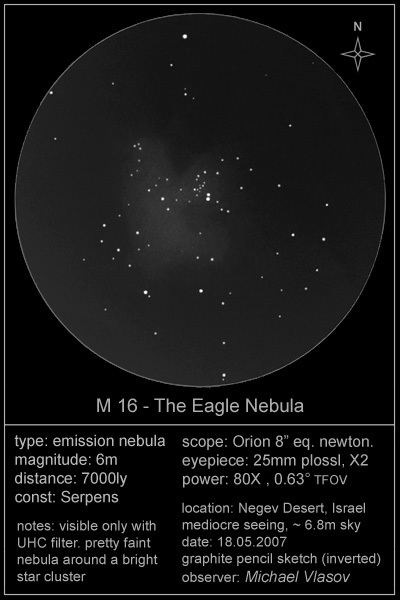 N
M 16 - The Eagle Nebula
type: emission nebula
magnitude: 6m
distance: 7000ly
const: Serpens
notes: visible only with
UHC filter. pretty faint
nebula around a bright
star cluster
scope: Orion 8” eq. newton.
eyepiece: 25mm plossl, X2
power: 80X , 0.63° TFOV
location: Negev Desert, Israel
mediocre seeing, ~ 6.8m sky
date: 18.05.2007
graphite pencil sketch (inverted)
observer: Michael Vlasov